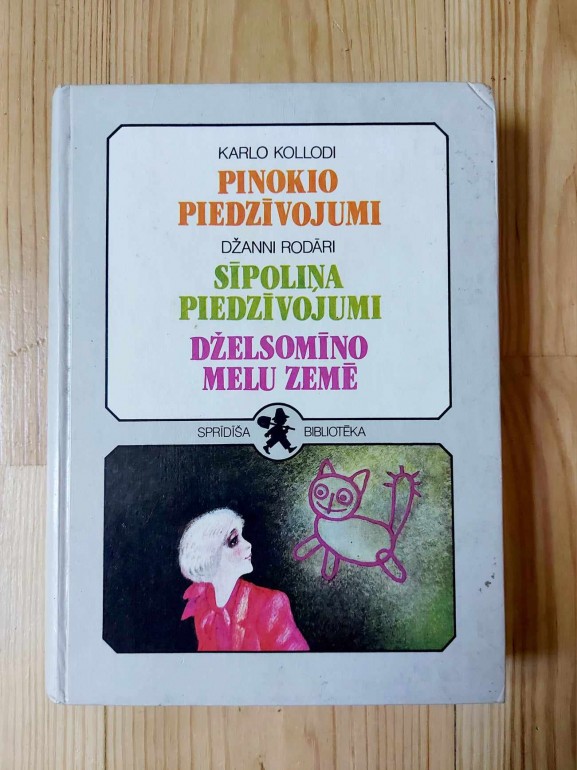 KARLO KOLLODI
PINOKIO
PIEDZĪVOJUMI
DŽANNI RODĀRI
SĪPOLIŅA
PIEDZĪVOJUMI
DŽELSOMĪNO
MELU ZEMĒ
SPRĪDĪŠA BIBLIOTĒKA